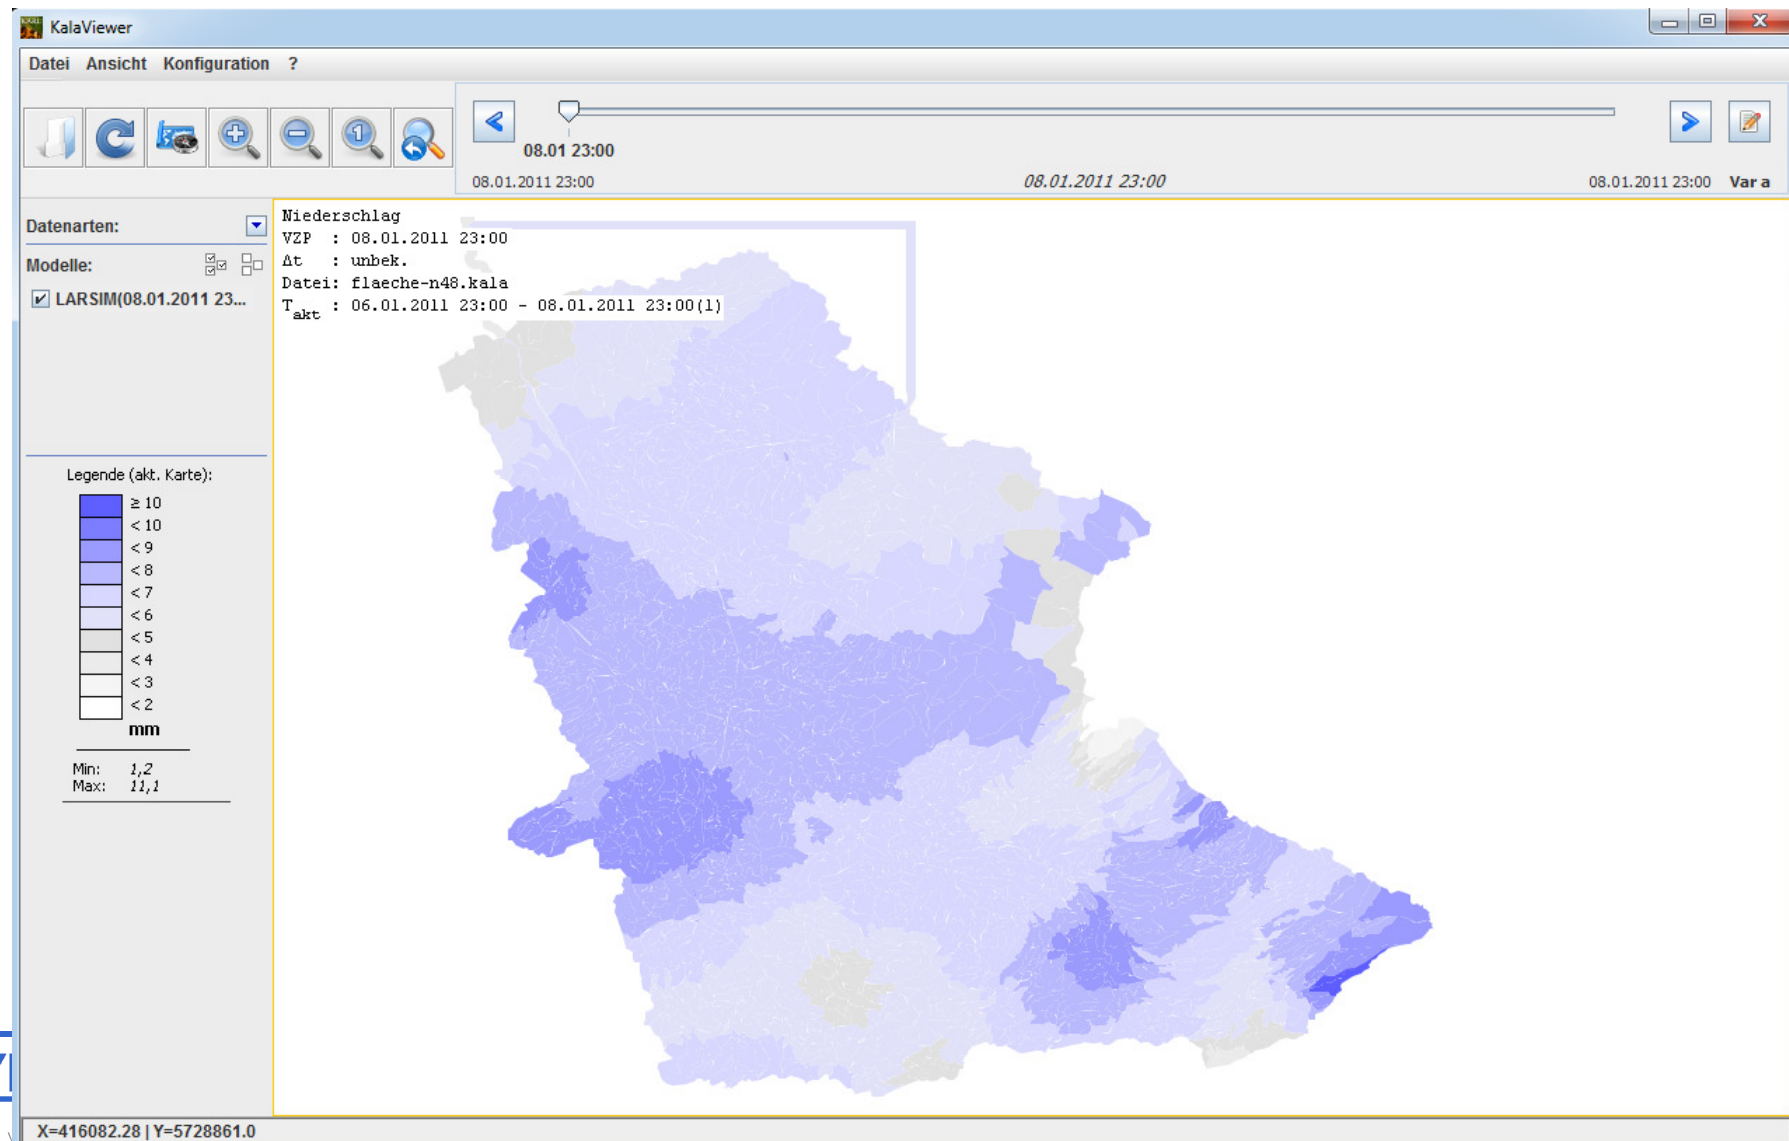 KalaViewer
Datei Ansicht Konfiguration ?
08.01 23:00
08.01.2011 23:00 08.01.2011 23:00 08.01.2011 23:00 Var a
Datenarten:
Modelle:
LARSIM(08.01.2011 23...
Niederschlag
VZP : 08.01.2011 23:00
Δt : unbek.
Datei: flaeche-n48.kala
Takt : 06.01.2011 23:00 - 08.01.2011 23:00(1)
Legende (akt. Karte):
≥ 10
< 10
< 9
< 8
< 7
< 6
< 5
< 4
< 3
< 2
mm
Min: 1,2
Max: 11,1
X=416082.28 | Y=5728861.0